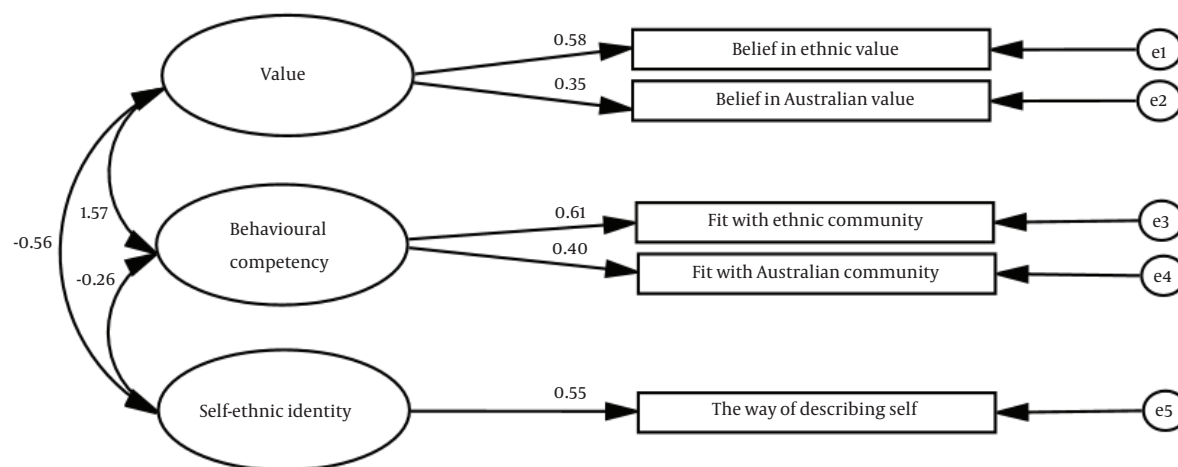 0.58
Belief in ethnic value
e1
Value
0.35
Belief in Australian value
e2
1.57
-0.56
0.61
Fit with ethnic community
e3
Behavioural
competency
0.40
Fit with Australian community
e4
-0.26
0.55
Self-ethnic identity
The way of describing self
e5